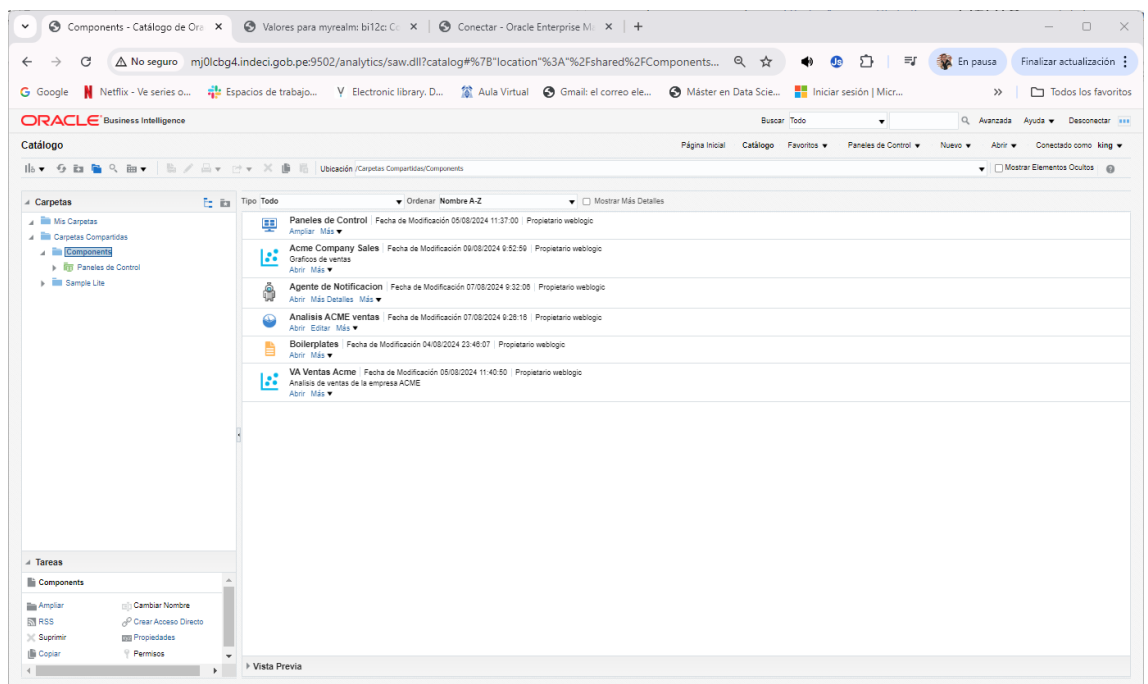 Components - Catálogo de Ora
Valores para myrealm: bi12c: Co
Conectar - Oracle Enterprise Ma
No seguro mj0lcbg4.indeci.gob.pe:9502/analytics/saw.dll?catalog#%7B"location"%3A"%2Fshared%2FComponents... En pausa Finalizar actualización
Google Netflix - Ve series o... Espacios de trabajo... Electronic library. D... Aula Virtual Gmail: el correo ele... Máster en Data Scie... Iniciar sesión | Micr... » Todos los favoritos
ORACLE Business Intelligence Buscar Todo Avanzada Ayuda Desconectar
Catálogo Página Inicial Catálogo Favoritos Paneles de Control Nuevo Abrir Conectado como king
Ubicación /Carpetas Compartidas/Components Mostrar Elementos Ocultos
Carpetas
Mis Carpetas
Carpetas Compartidas
Components
Paneles de Control
Sample Lite
Tipo Todo Ordenar Nombre A-Z Mostrar Más Detalles
Paneles de Control | Fecha de Modificación 05/08/2024 11:37:00 | Propietario weblogic
Ampliar Más
Acme Company Sales | Fecha de Modificación 09/08/2024 9:52:59 | Propietario weblogic
Graficos de ventas
Abrir Más
Agente de Notificacion | Fecha de Modificación 07/08/2024 9:32:06 | Propietario weblogic
Abrir Más Detalles Más
Analisis ACME ventas | Fecha de Modificación 07/08/2024 9:26:16 | Propietario weblogic
Abrir Editar Más
Boilerplates | Fecha de Modificación 04/08/2024 23:46:07 | Propietario weblogic
Abrir Más
VA Ventas Acme | Fecha de Modificación 05/08/2024 11:40:50 | Propietario weblogic
Analisis de ventas de la empresa ACME
Abrir Más
Tareas
Components
Ampliar Cambiar Nombre
RSS Crear Acceso Directo
Suprimir Propiedades
Copiar Permisos
Vista Previa